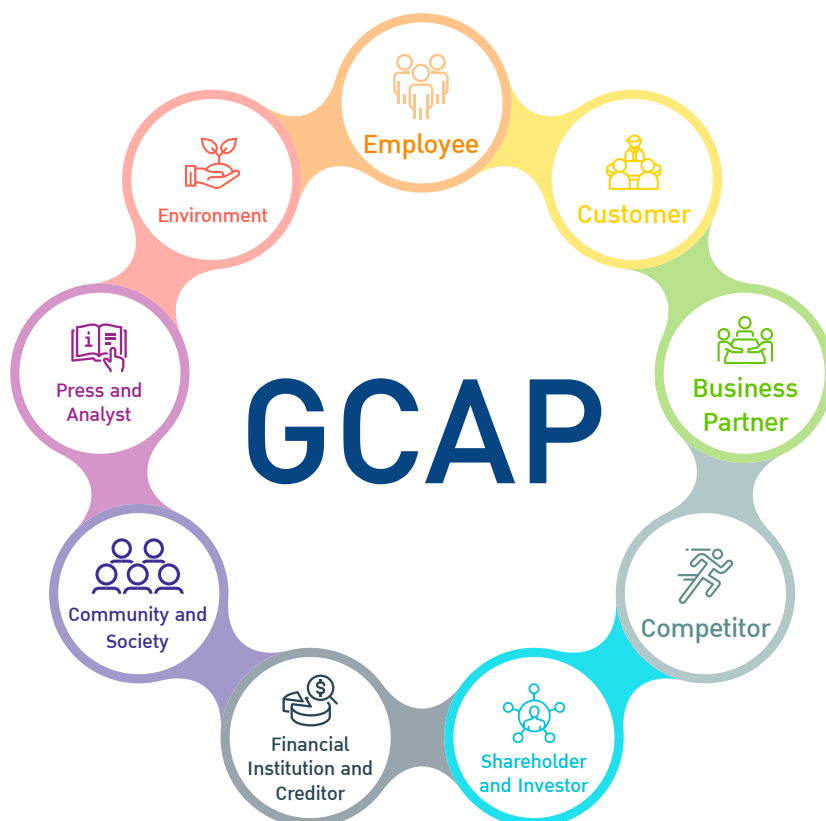 Employee
Customer
Environment
Business
Partner
Press and
Analyst
GCAP
Competitor
Community and
Society
Shareholder
and Investor
Financial
Institution and
Creditor